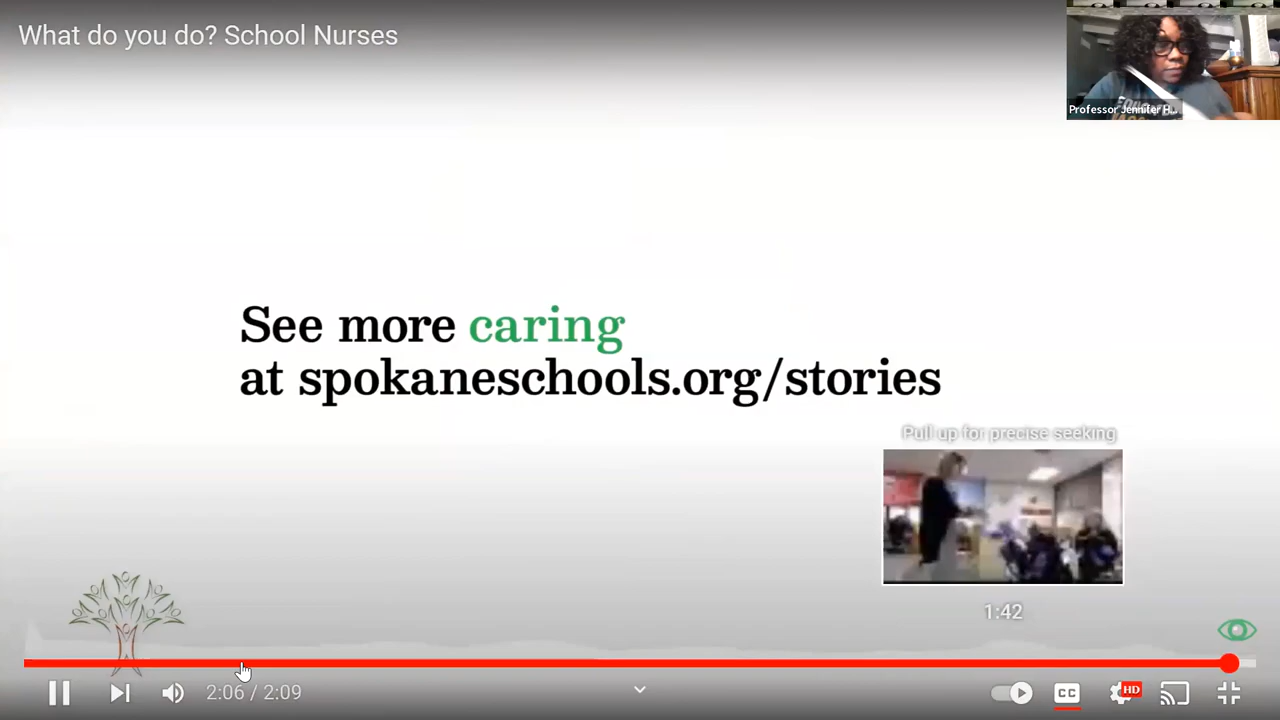 What do you do? School Nurses
Professor Jennifer H...
See more caring
at spokaneschools.org/stories
Pull up for precise seeking
1:42
2:06 / 2:09
CC
HD